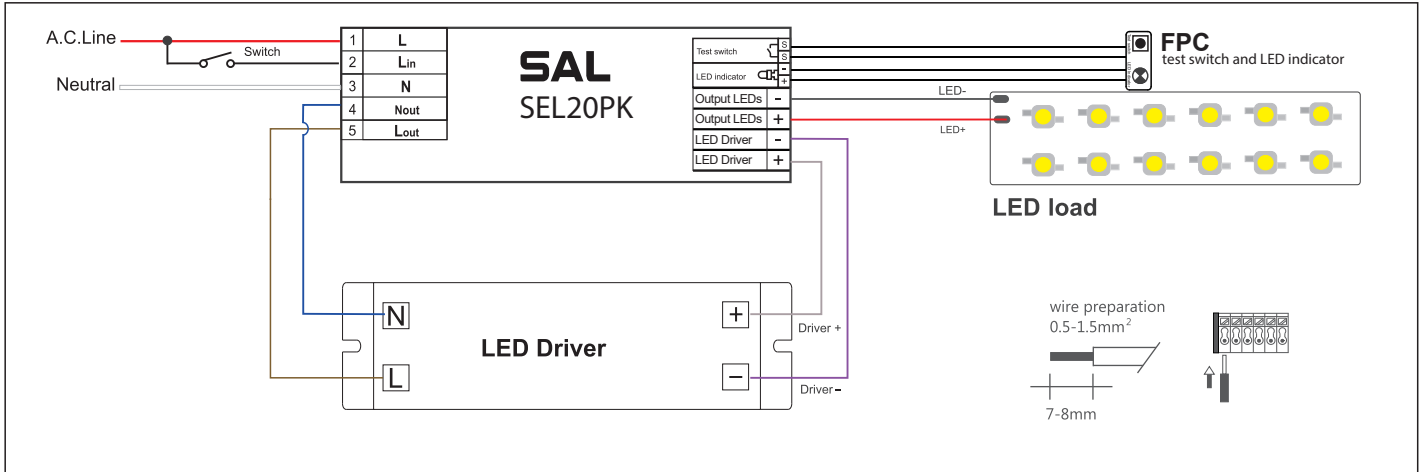 A.C.Line
Switch
Neutral
1 L
2 Lin
3 N
4 Nout
5 Lout
SAL
SEL20PK
Test switch S
S
LED indicator -
+
Output LEDs -
Output LEDs +
LED Driver -
LED Driver +
FPC
test switch and LED indicator
LED-
LED+
LED load
N
L
LED Driver
+
-
Driver +
Driver -
wire preparation
0.5-1.5mm²
7-8mm